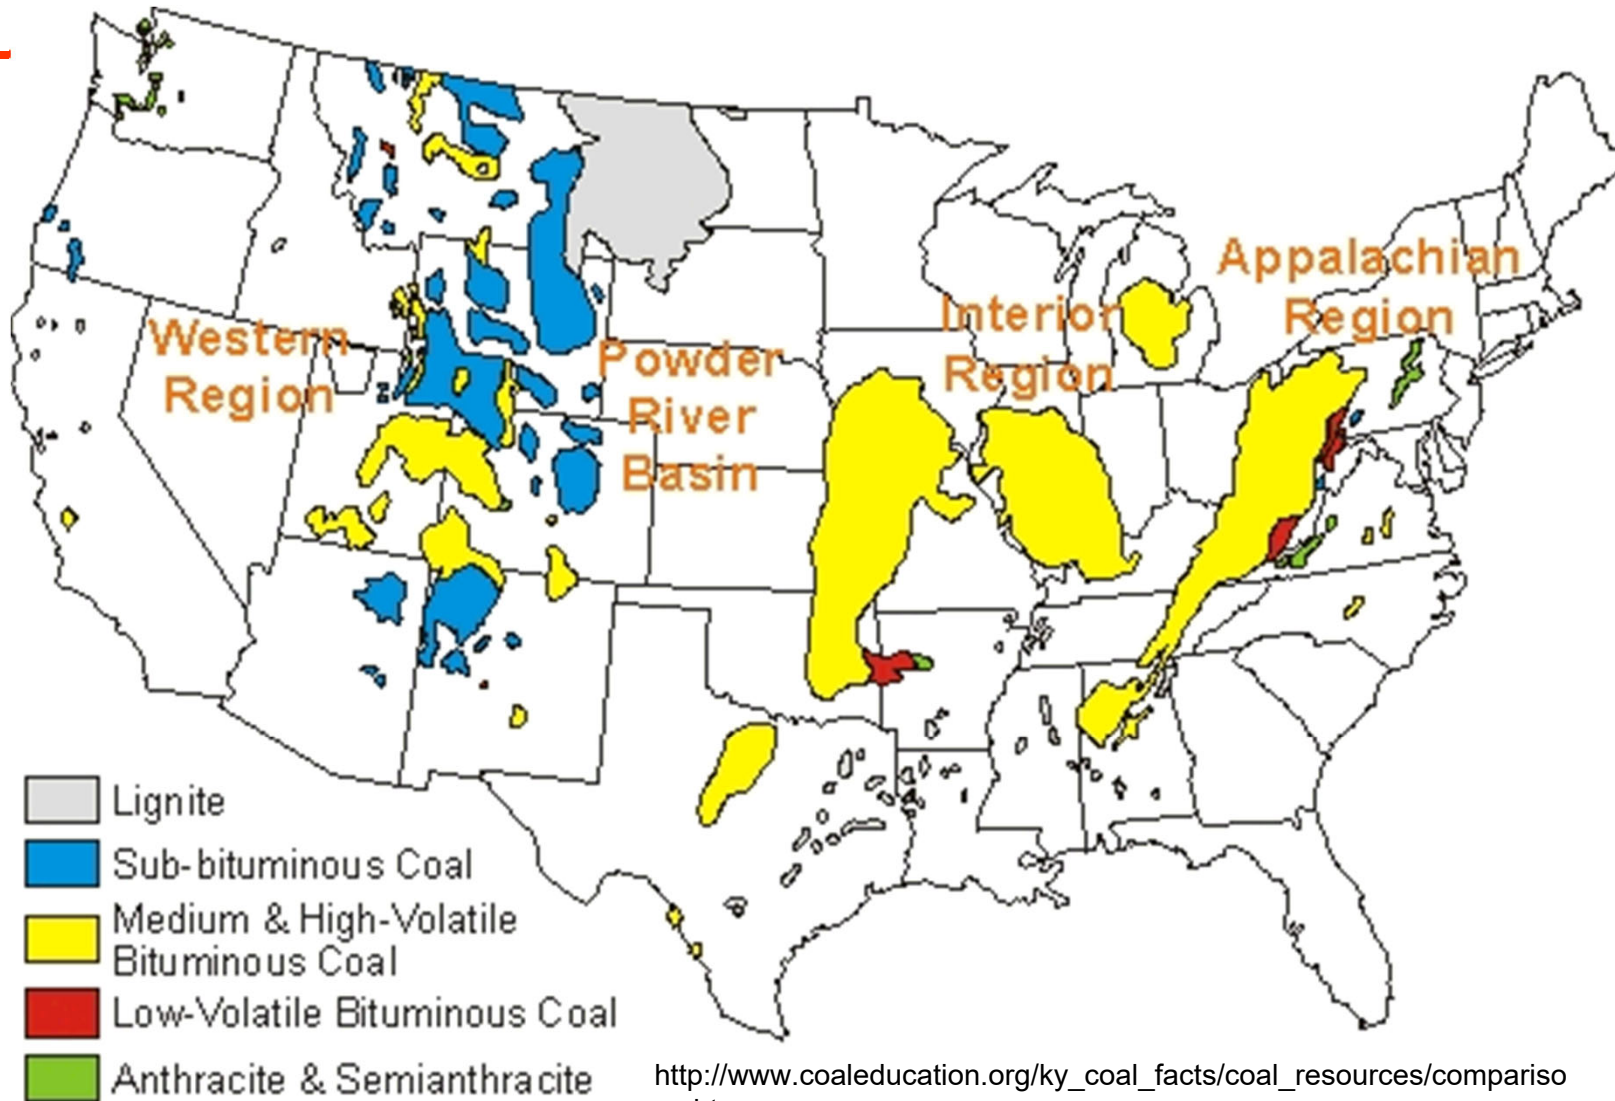 Western
Region
Powder
River
Basin
Interior
Region
Appalachian
Region
Lignite
Sub-bituminous Coal
Medium & High-Volatile
Bituminous Coal
Low-Volatile Bituminous Coal
Anthracite & Semianthracite
http://www.coaleducation.org/ky_coal_facts/coal_resources/compariso